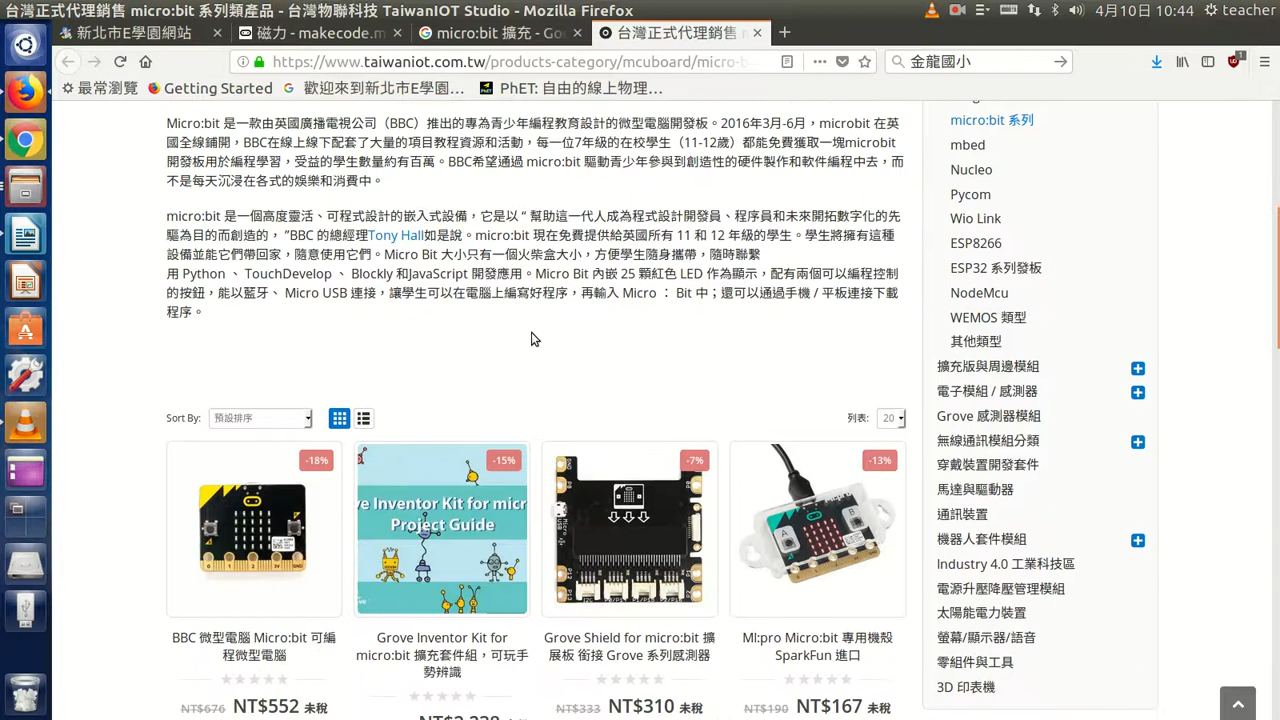 台灣正式代理銷售 micro:bit 系列類產品 - 台灣物聯科技 TaiwanIOT Studio - Mozilla Firefox
4月10日 10:44 teacher
新北市E學園網站
磁力 - makecode.m
micro:bit 擴充 - Goo
台灣正式代理銷售
https://www.taiwaniot.com.tw/products-category/mcuboard/micro-b
金龍國小
最常瀏覽
Getting Started
歡迎來到新北市E學園...
PhET: 自由的線上物理...
Micro:bit 是一款由英國廣播電視公司（BBC）推出的專為青少年編程教育設計的微型電腦開發板。2016年3月-6月，microbit 在英
國全線鋪開，BBC在線上線下配套了大量的項目教程資源和活動，每一位7年級的在校學生（11-12歲）都能免費獲取一塊microbit
開發板用於編程學習，受益的學生數量約有百萬。BBC希望通過 micro:bit 驅動青少年參與到創造性的硬件製作和軟件編程中去，而
不是每天沉浸在各式的娛樂和消費中。
micro:bit 是一個高度靈活、可程式設計的嵌入式設備，它是以 “ 幫助這一代人成為程式設計開發員、程序員和未來開拓數字化的先
驅為目的而創造的， ”BBC 的總經理Tony Hall如是說。micro:bit 現在免費提供給英國所有 11 和 12 年級的學生。學生將擁有這種
設備並能它們帶回家，隨意使用它們。Micro Bit 大小只有一個火柴盒大小，方便學生隨身攜帶，隨時聯繫
用 Python 、 TouchDevelop 、 Blockly 和JavaScript 開發應用。Micro Bit 內嵌 25 顆紅色 LED 作為顯示，配有兩個可以編程控制
的按鈕，能以藍牙、 Micro USB 連接，讓學生可以在電腦上編寫好程序，再輸入 Micro ： Bit 中；還可以通過手機 / 平板連接下載
程序。
Sort By:
預設排序
列表:
20
-18%
-15%
-7%
-13%
ve Inventor Kit for micr
Project Guide
BBC 微型電腦 Micro:bit 可編
程微型電腦
NT$676 NT$552 未稅
Grove Inventor Kit for
micro:bit 擴充套件組，可玩手
勢辨識
Grove Shield for micro:bit 擴
展板 銜接 Grove 系列感測器
NT$333 NT$310 未稅
MI:pro Micro:bit 專用機殼
SparkFun 進口
NT$190 NT$167 未稅
micro:bit 系列
mbed
Nucleo
Pycom
Wio Link
ESP8266
ESP32 系列發板
NodeMcu
WEMOS 類型
其他類型
擴充版與周邊模組
電子模組 / 感測器
Grove 感測器模組
無線通訊模組分類
穿戴裝置開發套件
馬達與驅動器
通訊裝置
機器人套件模組
Industry 4.0 工業科技區
電源升壓降壓管理模組
太陽能電力裝置
螢幕/顯示器/語音
零組件與工具
3D 印表機